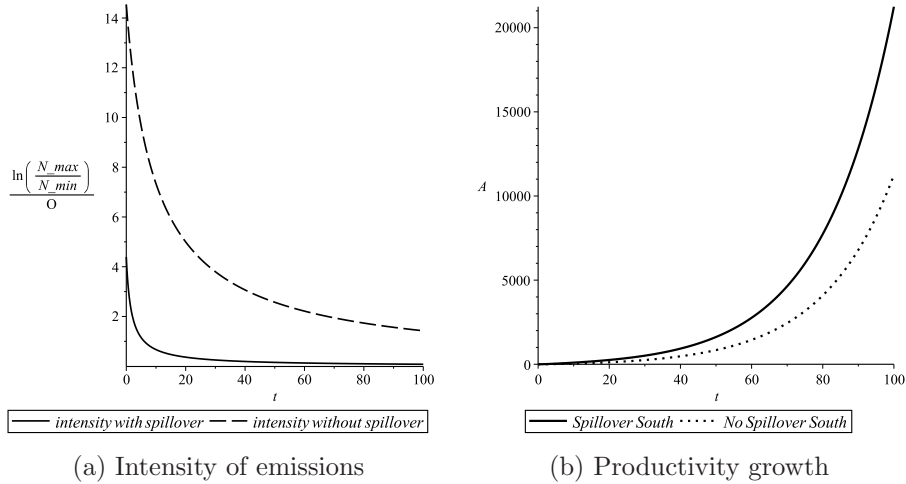 14
12
10
8
ln(N_max/N_min)/O
6
4
2
0 20 40 60 80 100
t
intensity with spillover intensity without spillover
(a) Intensity of emissions
20000
15000
A
10000
5000
0
0 20 40 60 80 100
t
Spillover South No Spillover South
(b) Productivity growth